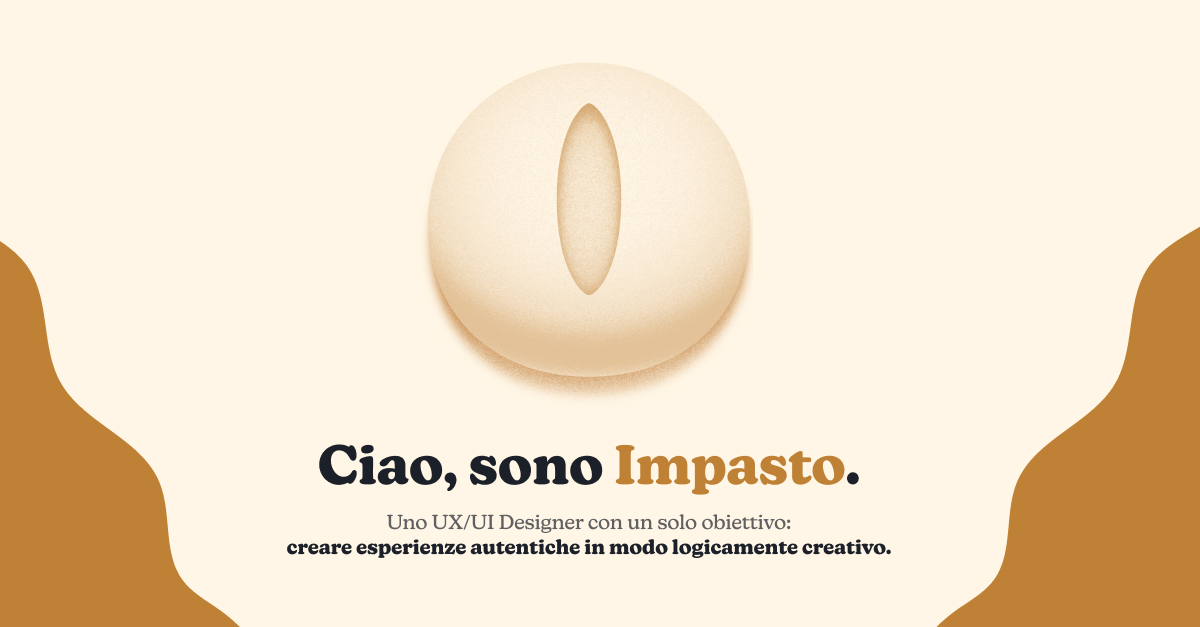 Ciao, sono Impasto.
Uno UX/UI Designer con un solo obiettivo:
creare esperienze autentiche in modo logicamente creativo.